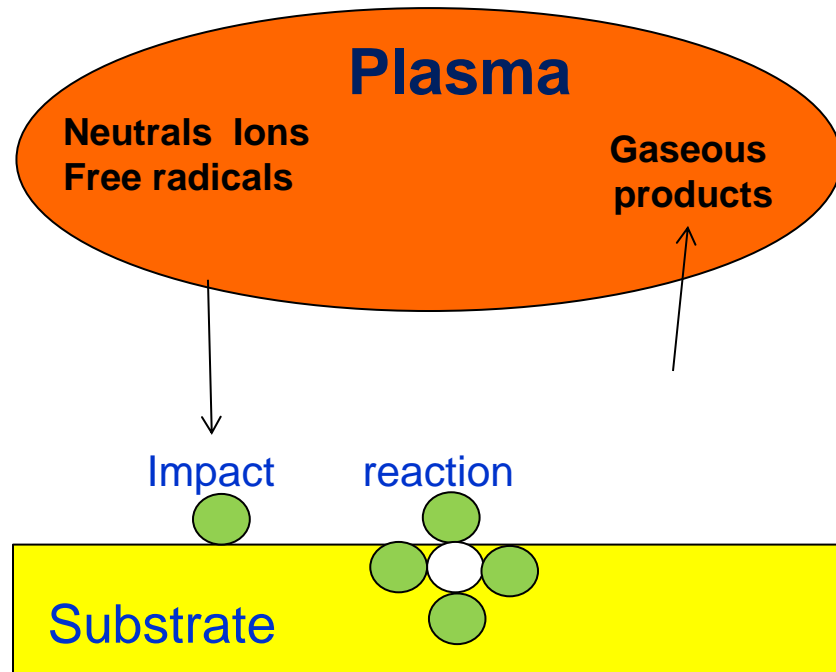 Plasma
Neutrals Ions
Free radicals
Gaseous
products
Impact
reaction
Substrate